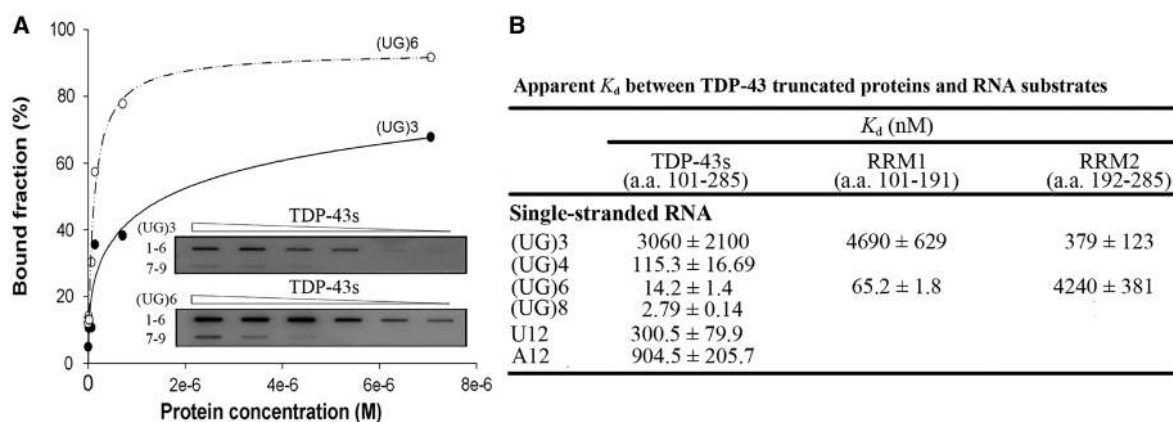 A
100
80
60
40
20
0
Bound fraction (%)
(UG)6
(UG)3
TDP-43s
(UG)3
1-6
7-9
TDP-43s
(UG)6
1-6
7-9
0 2e-6 4e-6 6e-6 8e-6
Protein concentration (M)
B
Apparent Kd between TDP-43 truncated proteins and RNA substrates
Kd (nM)
TDP-43s RRM1 RRM2
(a.a. 101-285) (a.a. 101-191) (a.a. 192-285)
Single-stranded RNA
(UG)3 3060 ± 2100 4690 ± 629 379 ± 123
(UG)4 115.3 ± 16.69
(UG)6 14.2 ± 1.4 65.2 ± 1.8 4240 ± 381
(UG)8 2.79 ± 0.14
U12 300.5 ± 79.9
A12 904.5 ± 205.7